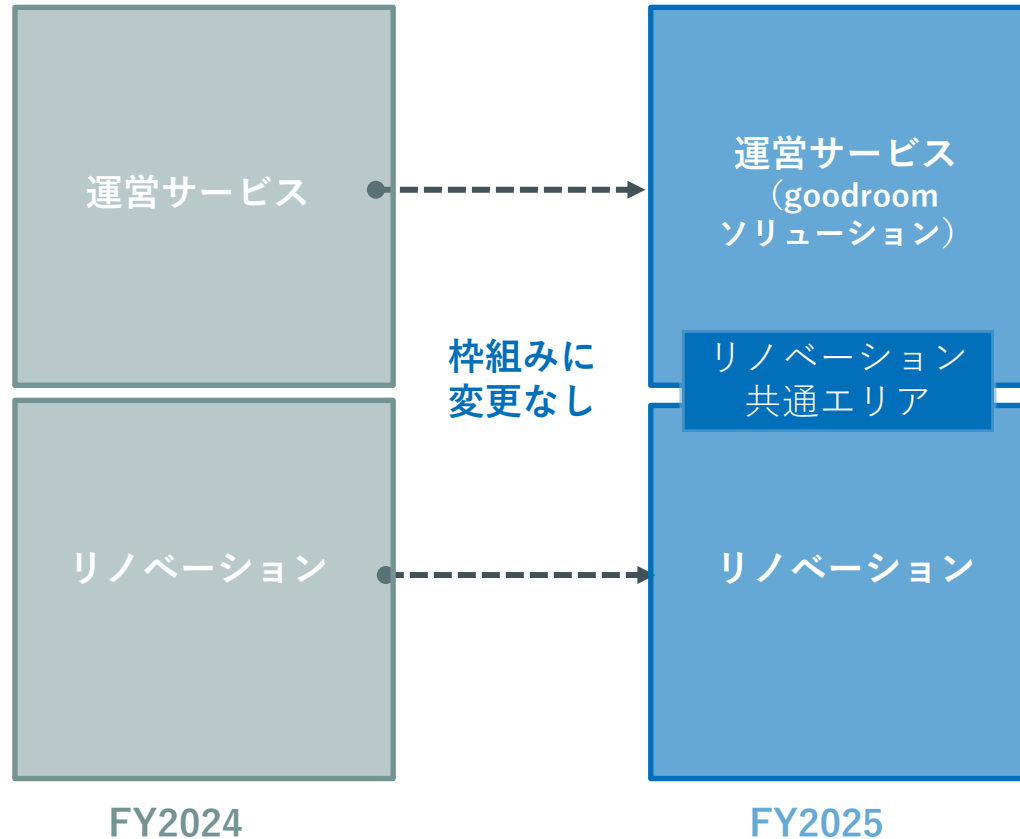 運営サービス
運営サービス
（goodroom
ソリューション）
枠組みに
変更なし
リノベーション
共通エリア
リノベーション
リノベーション
FY2024
FY2025